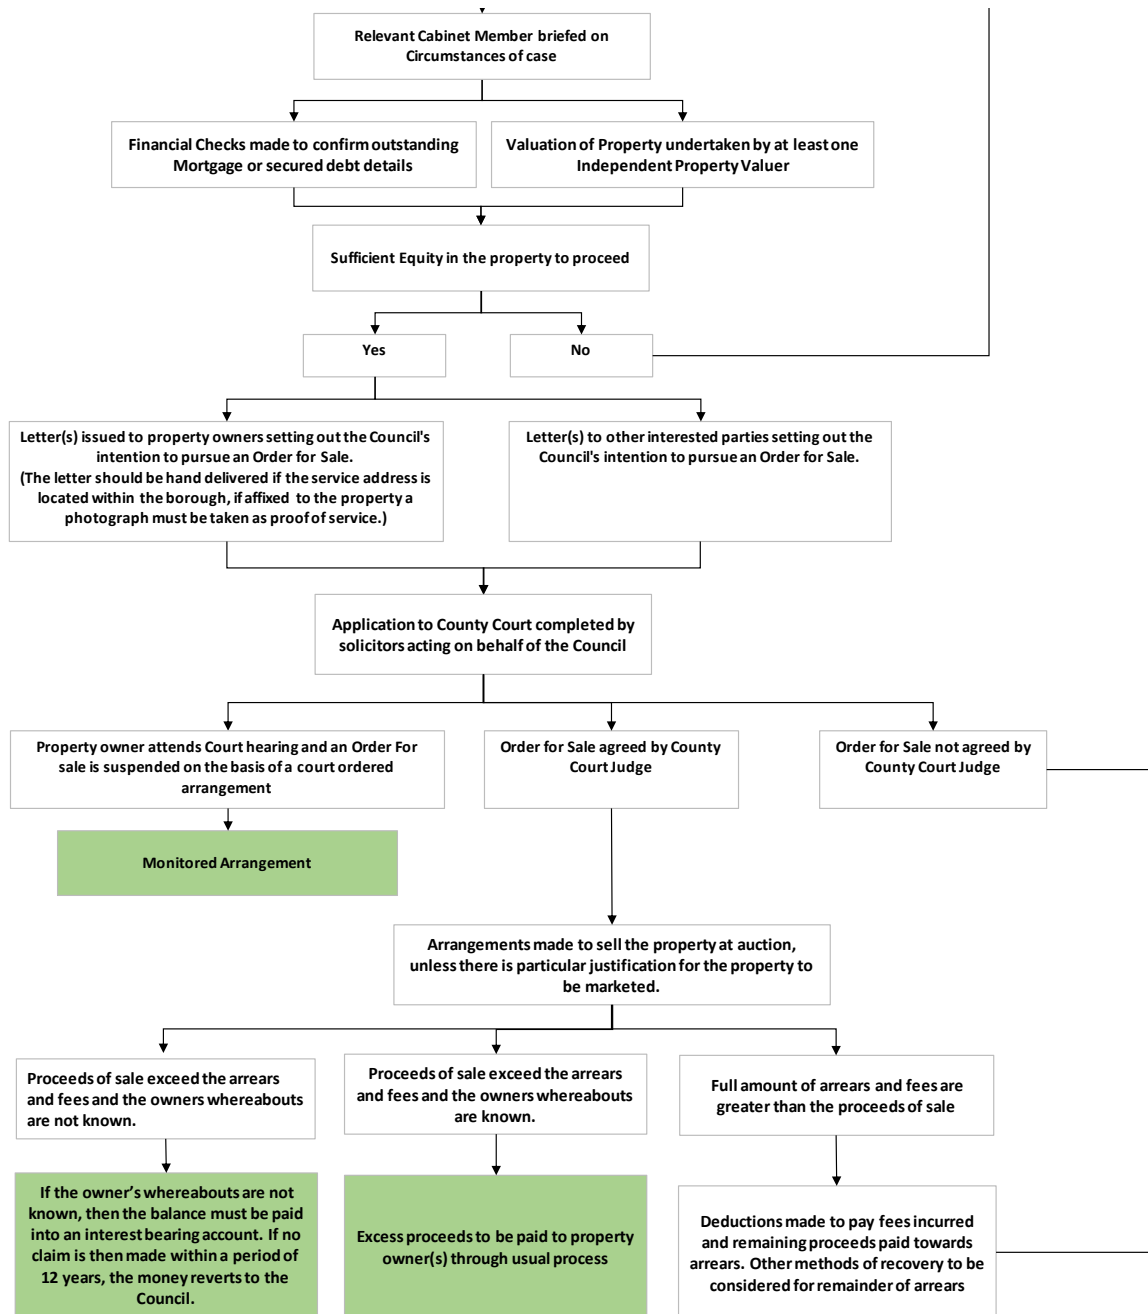 Relevant Cabinet Member briefed on
Circumstances of case
Financial Checks made to confirm outstanding
Mortgage or secured debt details
Valuation of Property undertaken by at least one
Independent Property Valuer
Sufficient Equity in the property to proceed
Yes
No
Letter(s) issued to property owners setting out the Council's
intention to pursue an Order for Sale.
(The letter should be hand delivered if the service address is
located within the borough, if affixed to the property a
photograph must be taken as proof of service.)
Letter(s) to other interested parties setting out the
Council's intention to pursue an Order for Sale.
Application to County Court completed by
solicitors acting on behalf of the Council
Property owner attends Court hearing and an Order For
sale is suspended on the basis of a court ordered
arrangement
Order for Sale agreed by County
Court Judge
Order for Sale not agreed by
County Court Judge
Monitored Arrangement
Arrangements made to sell the property at auction,
unless there is particular justification for the property to
be marketed.
Proceeds of sale exceed the arrears
and fees and the owners whereabouts
are not known.
Proceeds of sale exceed the arrears
and fees and the owners whereabouts
are known.
Full amount of arrears and fees are
greater than the proceeds of sale
If the owner’s whereabouts are not
known, then the balance must be paid
into an interest bearing account. If no
claim is then made within a period of
12 years, the money reverts to the
Council.
Excess proceeds to be paid to property
owner(s) through usual process
Deductions made to pay fees incurred
and remaining proceeds paid towards
arrears. Other methods of recovery to be
considered for remainder of arrears